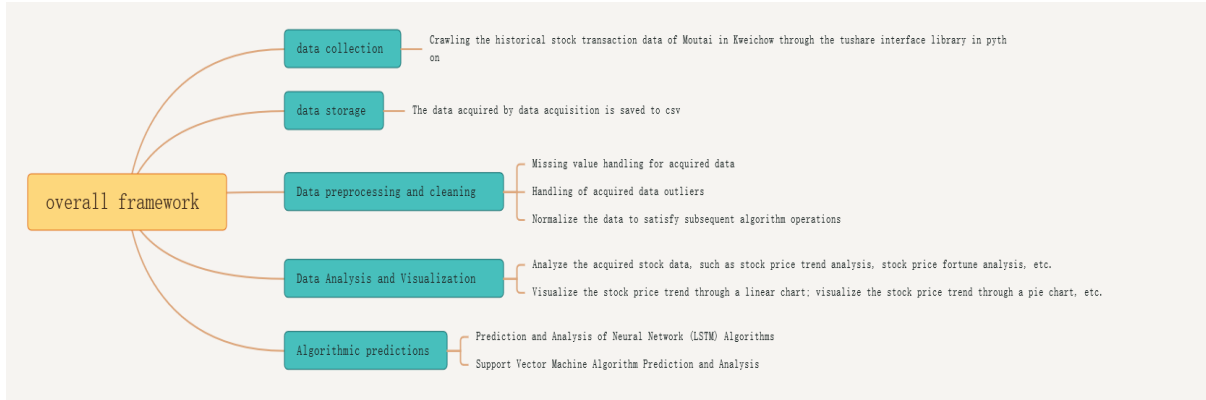 data collection
Crawling the historical stock transaction data of Moutai in Kweichow through the tushare interface library in pyth
on
data storage
The data acquired by data acquisition is saved to csv
overall framework
Data preprocessing and cleaning
Missing value handling for acquired data
Handling of acquired data outliers
Normalize the data to satisfy subsequent algorithm operations
Data Analysis and Visualization
Analyze the acquired stock data, such as stock price trend analysis, stock price fortune analysis, etc.
Visualize the stock price trend through a linear chart; visualize the stock price trend through a pie chart, etc.
Algorithmic predictions
Prediction and Analysis of Neural Network (LSTM) Algorithms
Support Vector Machine Algorithm Prediction and Analysis